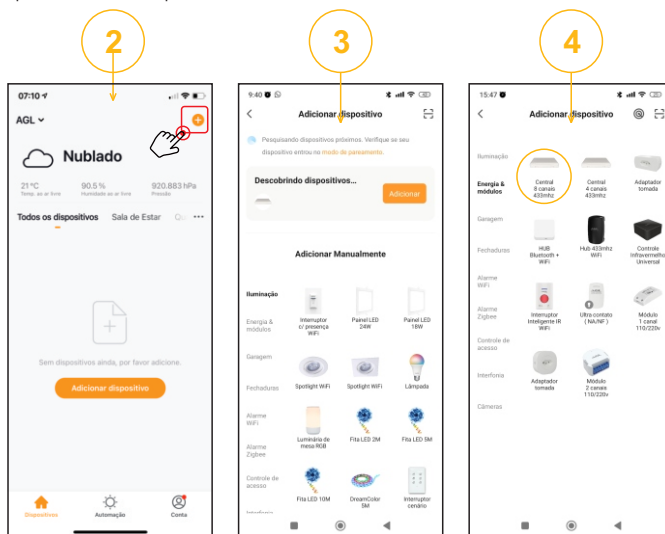 2
3
4
07:10
AGL
Nublado
21°C
90.5%
920.883 hPa
Temp. ao ar livre
Humidade ao ar livre
Pressão
Todos os dispositivos
Sala de Estar
Sem dispositivos ainda, por favor adicione.
Adicionar dispositivo
Dispositivos
Automação
Conta
9:40
Adicionar dispositivo
Pesquisando dispositivos próximos. Verifique se seu
dispositivo entrou no modo de pareamento.
Descobrindo dispositivos...
Adicionar
Adicionar Manualmente
Iluminação
Energia &
módulos
Garagem
Fechaduras
Alarme
WiFi
Alarme
Zigbee
Controle de
acesso
Interruptor
c/ presença
WiFi
Painel LED
24W
Painel LED
18W
Spotlight WiFi
Spotlight WiFi
Lâmpada
Luminária de
mesa RGB
Fita LED 2M
Fita LED 5M
Fita LED 10M
DreamColor
5M
Interruptor
cenário
15:47
Adicionar dispositivo
Iluminação
Energia &
módulos
Garagem
Fechaduras
Alarme
WiFi
Alarme
Zigbee
Controle de
acesso
Interfonia
Câmeras
Central
8 canais
433mhz
Central
4 canais
433mhz
Adaptador
tomada
HUB
Bluetooth +
WiFi
Hub 433mhz
WiFi
Controle
Infravermelho
Universal
Interruptor
Inteligente IR
WiFi
Ultra contato
( NA/NF )
Módulo
1 canal
110/220v
Adaptador
tomada
Módulo
2 canais
110/220v